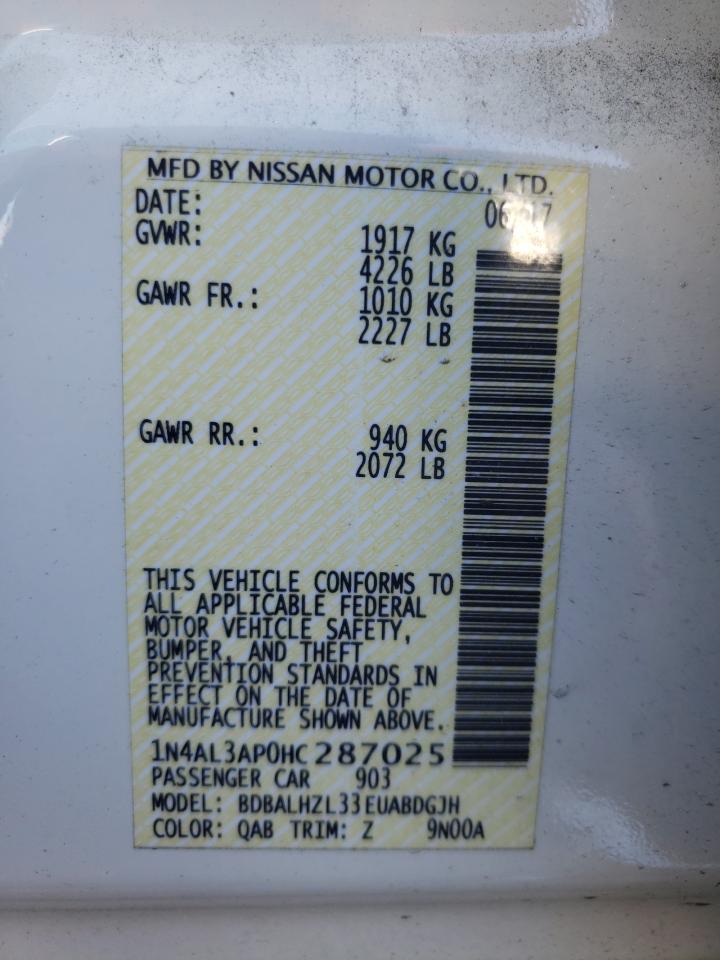 MFD BY NISSAN MOTOR CO., LTD.
DATE: 06/17
GVWR: 1917 KG
4226 LB
GAWR FR.: 1010 KG
2227 LB
GAWR RR.: 940 KG
2072 LB
THIS VEHICLE CONFORMS TO
ALL APPLICABLE FEDERAL
MOTOR VEHICLE SAFETY,
BUMPER, AND THEFT
PREVENTION STANDARDS IN
EFFECT ON THE DATE OF
MANUFACTURE SHOWN ABOVE.
1N4AL3AP0HC287025
PASSENGER CAR 903
MODEL: BDBALHZL33EUABDGJH
COLOR: QAB TRIM: Z 9N00A